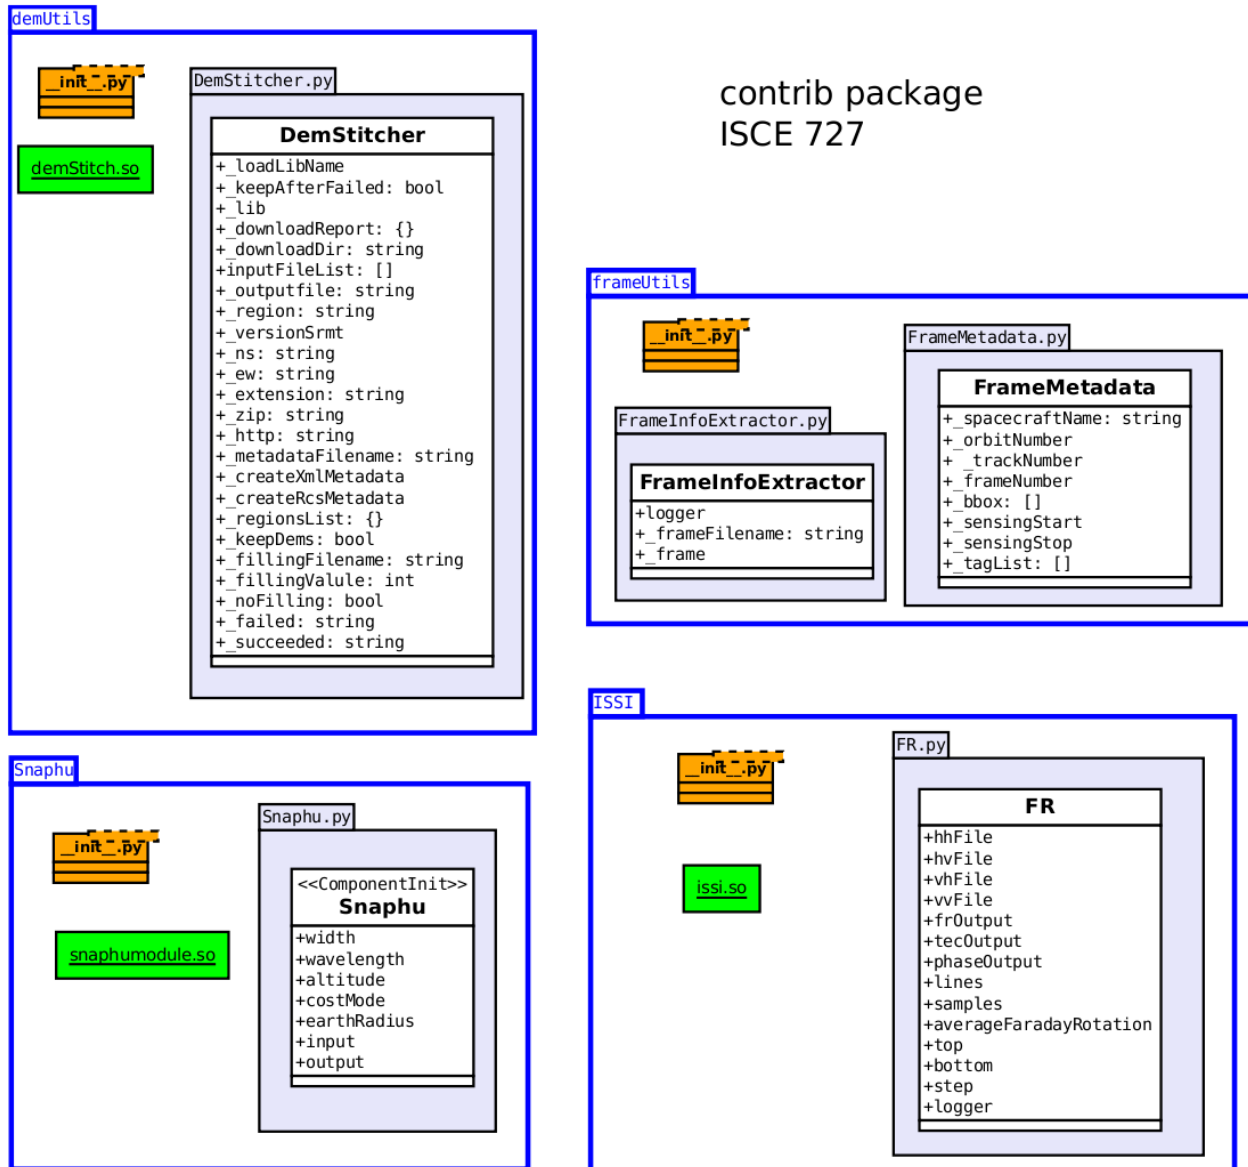 demUtils
__init__.py
demStitch.so
DemStitcher.py
DemStitcher
+_loadLibName
+_keepAfterFailed: bool
+_lib
+_downloadReport: {}
+_downloadDir: string
+inputFileList: []
+_outputfile: string
+_region: string
+_versionSrmt
+_ns: string
+_ew: string
+_extension: string
+_zip: string
+_http: string
+_metadataFilename: string
+_createXmlMetadata
+_createRcsMetadata
+_regionsList: {}
+_keepDems: bool
+_fillingFilename: string
+_fillingValule: int
+_noFilling: bool
+_failed: string
+_succeeded: string
contrib package
ISCE 727
frameUtils
__init__.py
FrameInfoExtractor.py
FrameInfoExtractor
+logger
+_frameFilename: string
+_frame
FrameMetadata.py
FrameMetadata
+_spacecraftName: string
+_orbitNumber
+ _trackNumber
+_frameNumber
+_bbox: []
+_sensingStart
+_sensingStop
+_tagList: []
Snaphu
__init__.py
snaphumodule.so
Snaphu.py
<<ComponentInit>>
Snaphu
+width
+wavelength
+altitude
+costMode
+earthRadius
+input
+output
ISSI
__init__.py
issi.so
FR.py
FR
+hhFile
+hvFile
+vhFile
+vvFile
+frOutput
+tecOutput
+phaseOutput
+lines
+samples
+averageFaradayRotation
+top
+bottom
+step
+logger